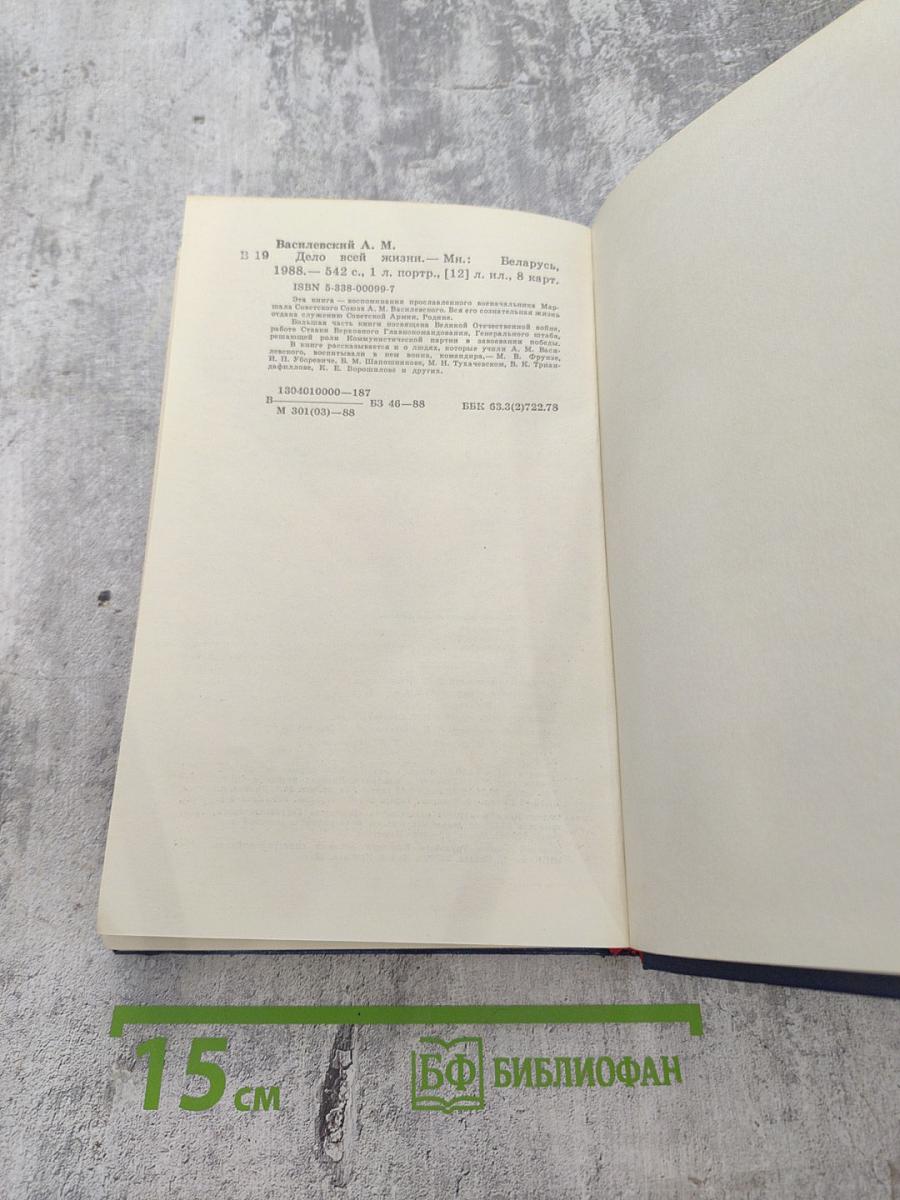 Василевский А. М.
В 19 Дело всей жизни.— Мн.: Беларусь,
1988.— 542 с., 1 л. портр., [12] л. ил., 8 карт.
ISBN 5-338-00099-7
Эта книга — воспоминания прославленного военачальника Мар-
шала Советского Союза А. М. Василевского. Вся его сознательная жизнь
отдана служению Советской Армии, Родине.
Большая часть книги посвящена Великой Отечественной войне,
работе Ставки Верховного Главнокомандования, Генерального штаба,
решающей роли Коммунистической партии в завоевании победы.
В книге рассказывается и о людях, которые учили А. М. Васи-
левского, воспитывали в нем воина, командира,— М. В. Фрунзе,
И. П. Уборевиче, Б. М. Шапошникове, М. Н. Тухачевском, В. К. Триан-
дафиллове, К. Е. Ворошилове и других.
1304010000—187
В———— БЗ 46—88 ББК 63.3(2)722.78
М 301(03)—88
15 см
БФ БИБЛИОФАН